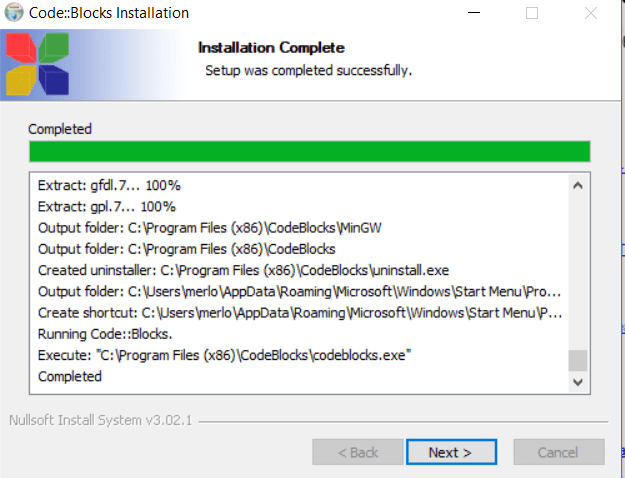 Code::Blocks Installation
Installation Complete
Setup was completed successfully.
Completed
Extract: gfdl.7... 100%
Extract: gpl.7... 100%
Output folder: C:\Program Files (x86)\CodeBlocks\MinGW
Output folder: C:\Program Files (x86)\CodeBlocks
Created uninstaller: C:\Program Files (x86)\CodeBlocks\uninstall.exe
Output folder: C:\Users\merlo\AppData\Roaming\Microsoft\Windows\Start Menu\Pro...
Create shortcut: C:\Users\merlo\AppData\Roaming\Microsoft\Windows\Start Menu\P...
Running Code::Blocks.
Execute: "C:\Program Files (x86)\CodeBlocks\codeblocks.exe"
Completed
Nullsoft Install System v3.02.1
< Back Next > Cancel